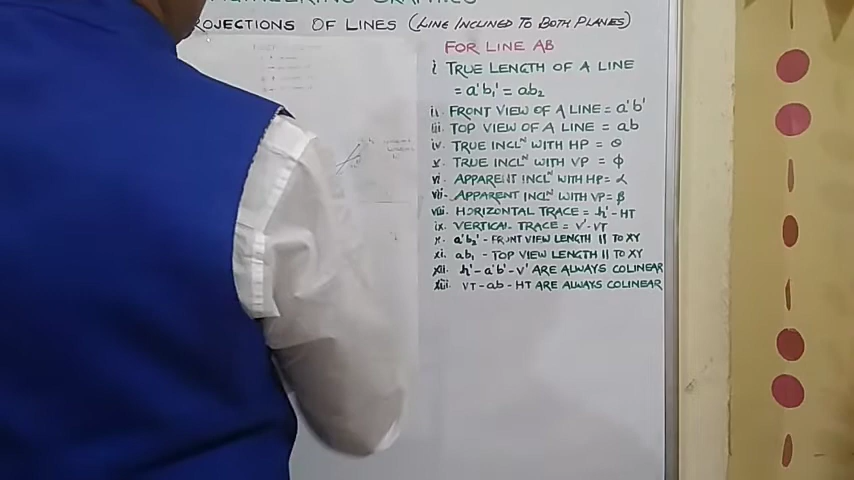 GRAPHICS
PROJECTIONS OF LINES (LINE INCLINED TO BOTH PLANES)
FOR LINE AB
i TRUE LENGTH OF A LINE
= a'b₁' = ab₂
ii. FRONT VIEW OF A LINE = a'b'
iii. TOP VIEW OF A LINE = ab
iv. TRUE INCLᴺ WITH HP = θ
v. TRUE INCLᴺ WITH VP = ϕ
vi. APPARENT INCLᴺ WITH HP = α
vii. APPARENT INCLᴺ WITH VP = β
viii. HORIZONTAL TRACE = h' - HT
ix. VERTICAL TRACE = V' - VT
x. a'b₂' - FRONT VIEW LENGTH || TO XY
xi. ab₁ - TOP VIEW LENGTH || TO XY
xii. h' - a'b' - v' ARE ALWAYS COLINEAR
xiii. VT - ab - HT ARE ALWAYS COLINEAR